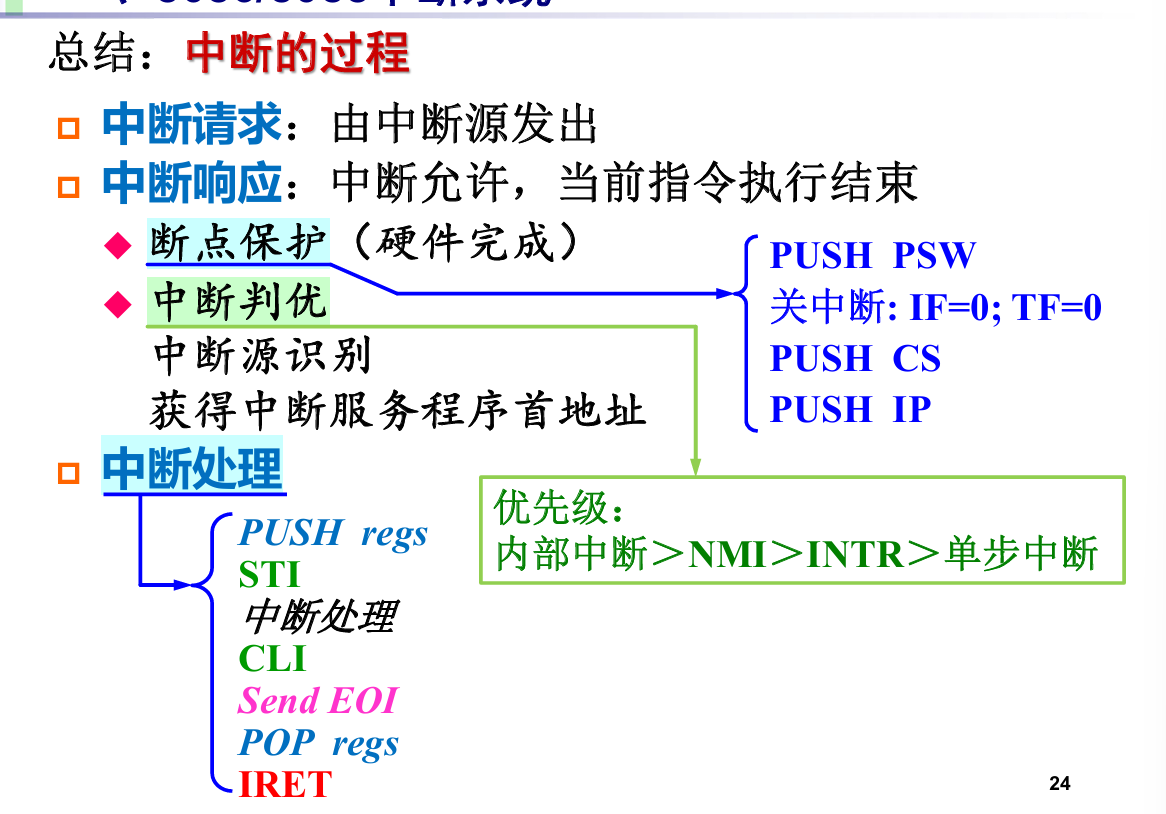 总结：中断的过程
中断请求：由中断源发出
中断响应：中断允许，当前指令执行结束
断点保护（硬件完成）
中断判优
中断源识别
获得中断服务程序首地址
PUSH PSW
关中断: IF=0; TF=0
PUSH CS
PUSH IP
优先级：
内部中断＞NMI＞INTR＞单步中断
中断处理
PUSH regs
STI
中断处理
CLI
Send EOI
POP regs
IRET
24